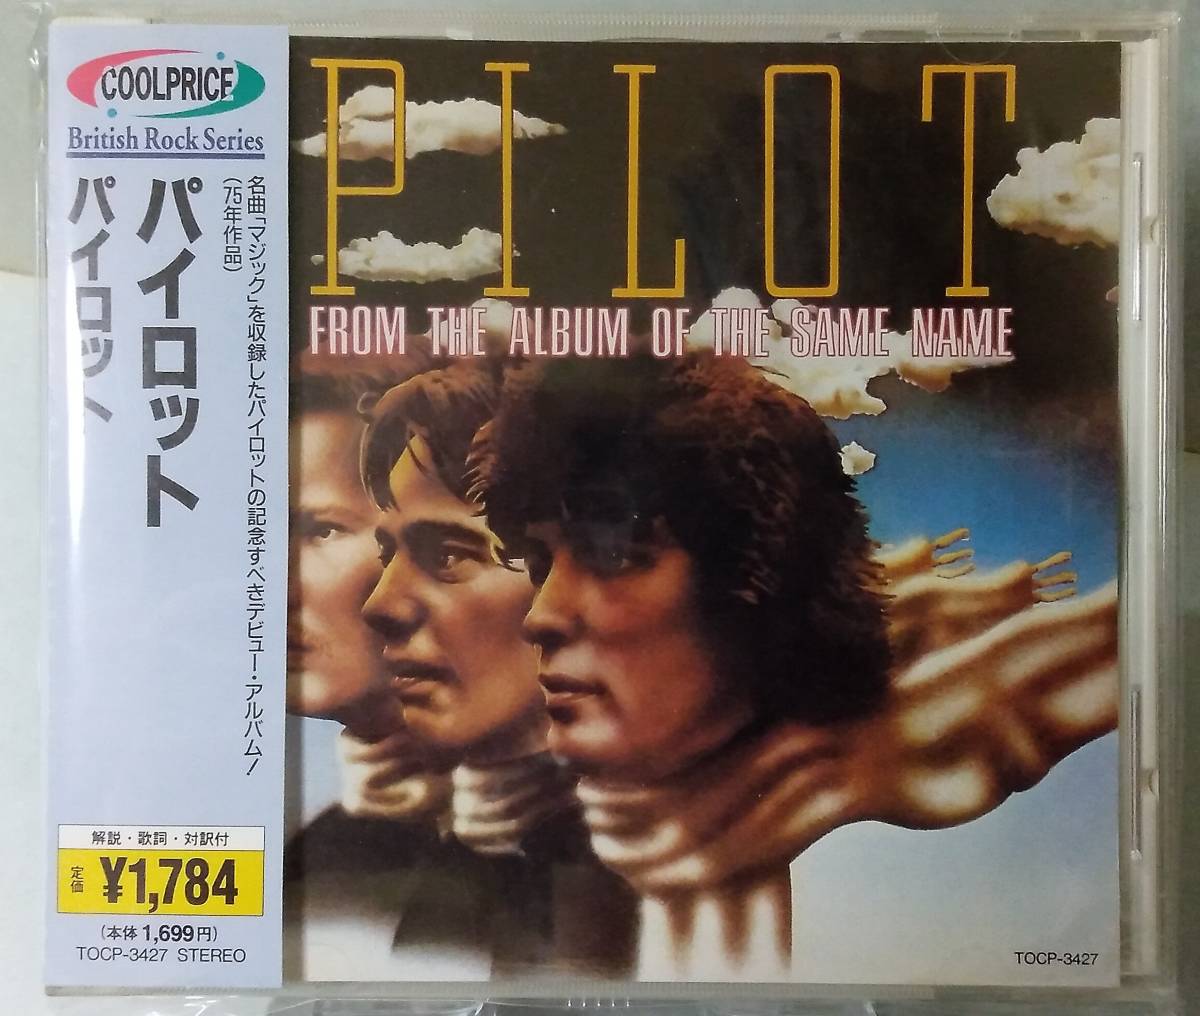 COOLPRICE
British Rock Series
パイロット
パイロット
名曲「マジック」を収録したパイロットの記念すべきデビュー・アルバム!
(75年作品)
解説・歌詞・対訳付
定価 ¥1,784
(本体 1,699円)
TOCP-3427 STEREO
PILOT
FROM THE ALBUM OF THE SAME NAME
TOCP-3427